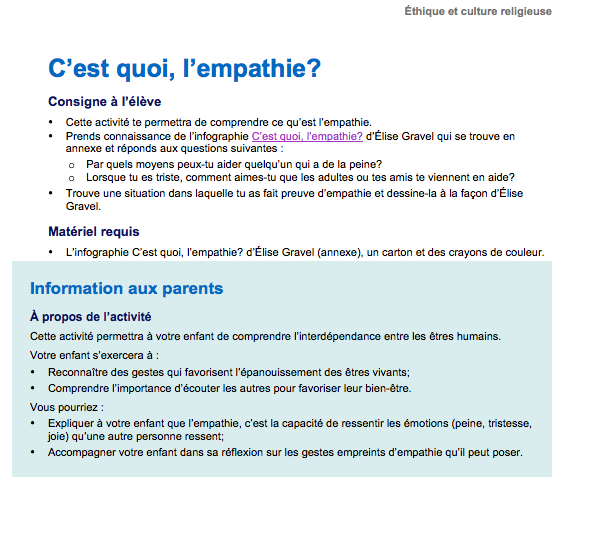 Éthique et culture religieuse
C’est quoi, l’empathie?
Consigne à l’élève
• Cette activité te permettra de comprendre ce qu’est l’empathie.
• Prends connaissance de l’infographie C’est quoi, l’empathie? d’Élise Gravel qui se trouve en
annexe et réponds aux questions suivantes :
o Par quels moyens peux-tu aider quelqu’un qui a de la peine?
o Lorsque tu es triste, comment aimes-tu que les adultes ou tes amis te viennent en aide?
• Trouve une situation dans laquelle tu as fait preuve d’empathie et dessine-la à la façon d’Élise
Gravel.
Matériel requis
• L’infographie C’est quoi, l’empathie? d’Élise Gravel (annexe), un carton et des crayons de couleur.
Information aux parents
À propos de l’activité
Cette activité permettra à votre enfant de comprendre l’interdépendance entre les êtres humains.
Votre enfant s’exercera à :
• Reconnaître des gestes qui favorisent l’épanouissement des êtres vivants;
• Comprendre l’importance d’écouter les autres pour favoriser leur bien-être.
Vous pourriez :
• Expliquer à votre enfant que l’empathie, c’est la capacité de ressentir les émotions (peine, tristesse,
joie) qu’une autre personne ressent;
• Accompagner votre enfant dans sa réflexion sur les gestes empreints d’empathie qu’il peut poser.